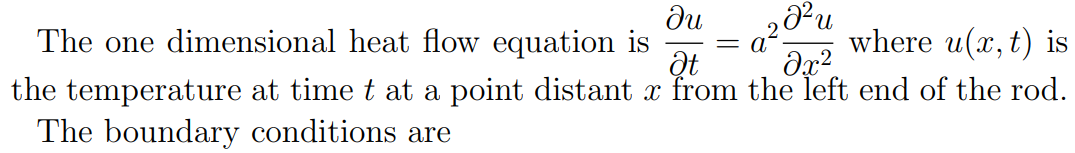 The one dimensional heat flow equation is ∂u/∂t = a² ∂²u/∂x² where u(x, t) is
the temperature at time t at a point distant x from the left end of the rod.
The boundary conditions are